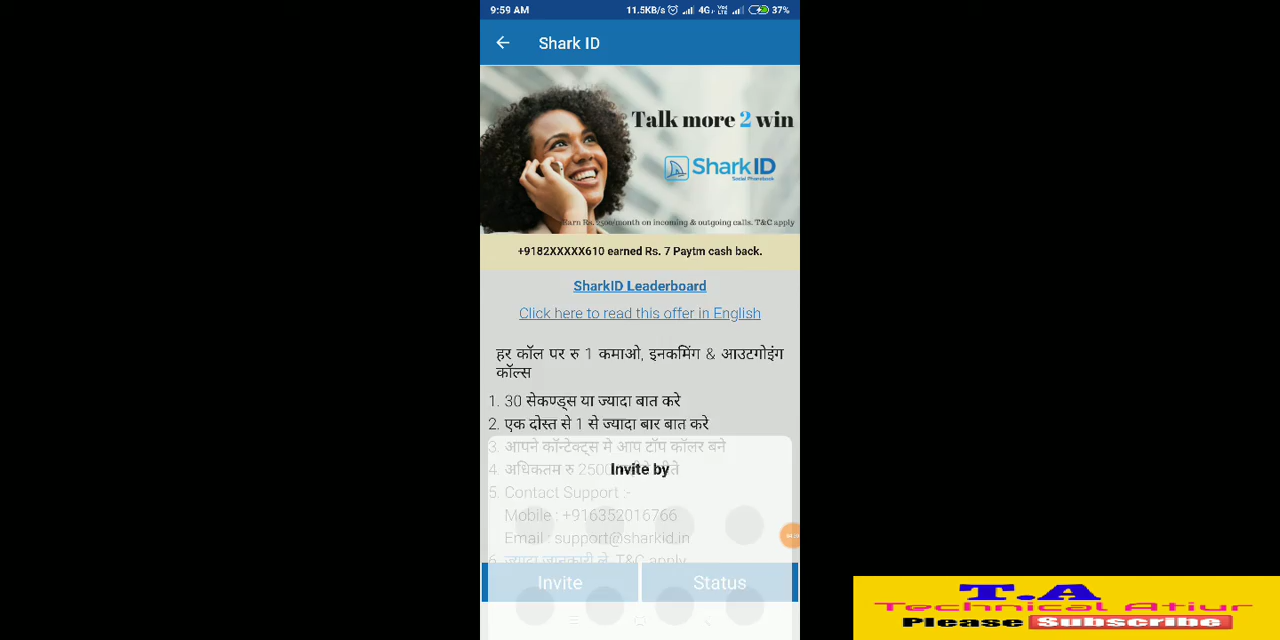 9:59 AM 11.5KB/s 4G VoLTE 37%
Shark ID
Talk more 2 win
SharkID
Social Phonebook
Earn Rs. 2500/month on incoming & outgoing calls. T&C apply
+9182XXXXX610 earned Rs. 7 Paytm cash back.
SharkID Leaderboard
Click here to read this offer in English
हर कॉल पर रु 1 कमाओ, इनकमिंग & आउटगोइंग
कॉल्स
1. 30 सेकण्ड्स या ज्यादा बात करे
2. एक दोस्त से 1 से ज्यादा बार बात करे
3. आपने कॉन्टेक्ट्स मे आप टॉप कॉलर बने
4. अधिकतम रु 2500
Invite by
5. Contact Support :-
Mobile : +916352016766
Email : support@sharkid.in
6. ज्यादा जानकारी ले, T&C apply
Invite Status
T.A
Technical Atiur
Please Subscribe